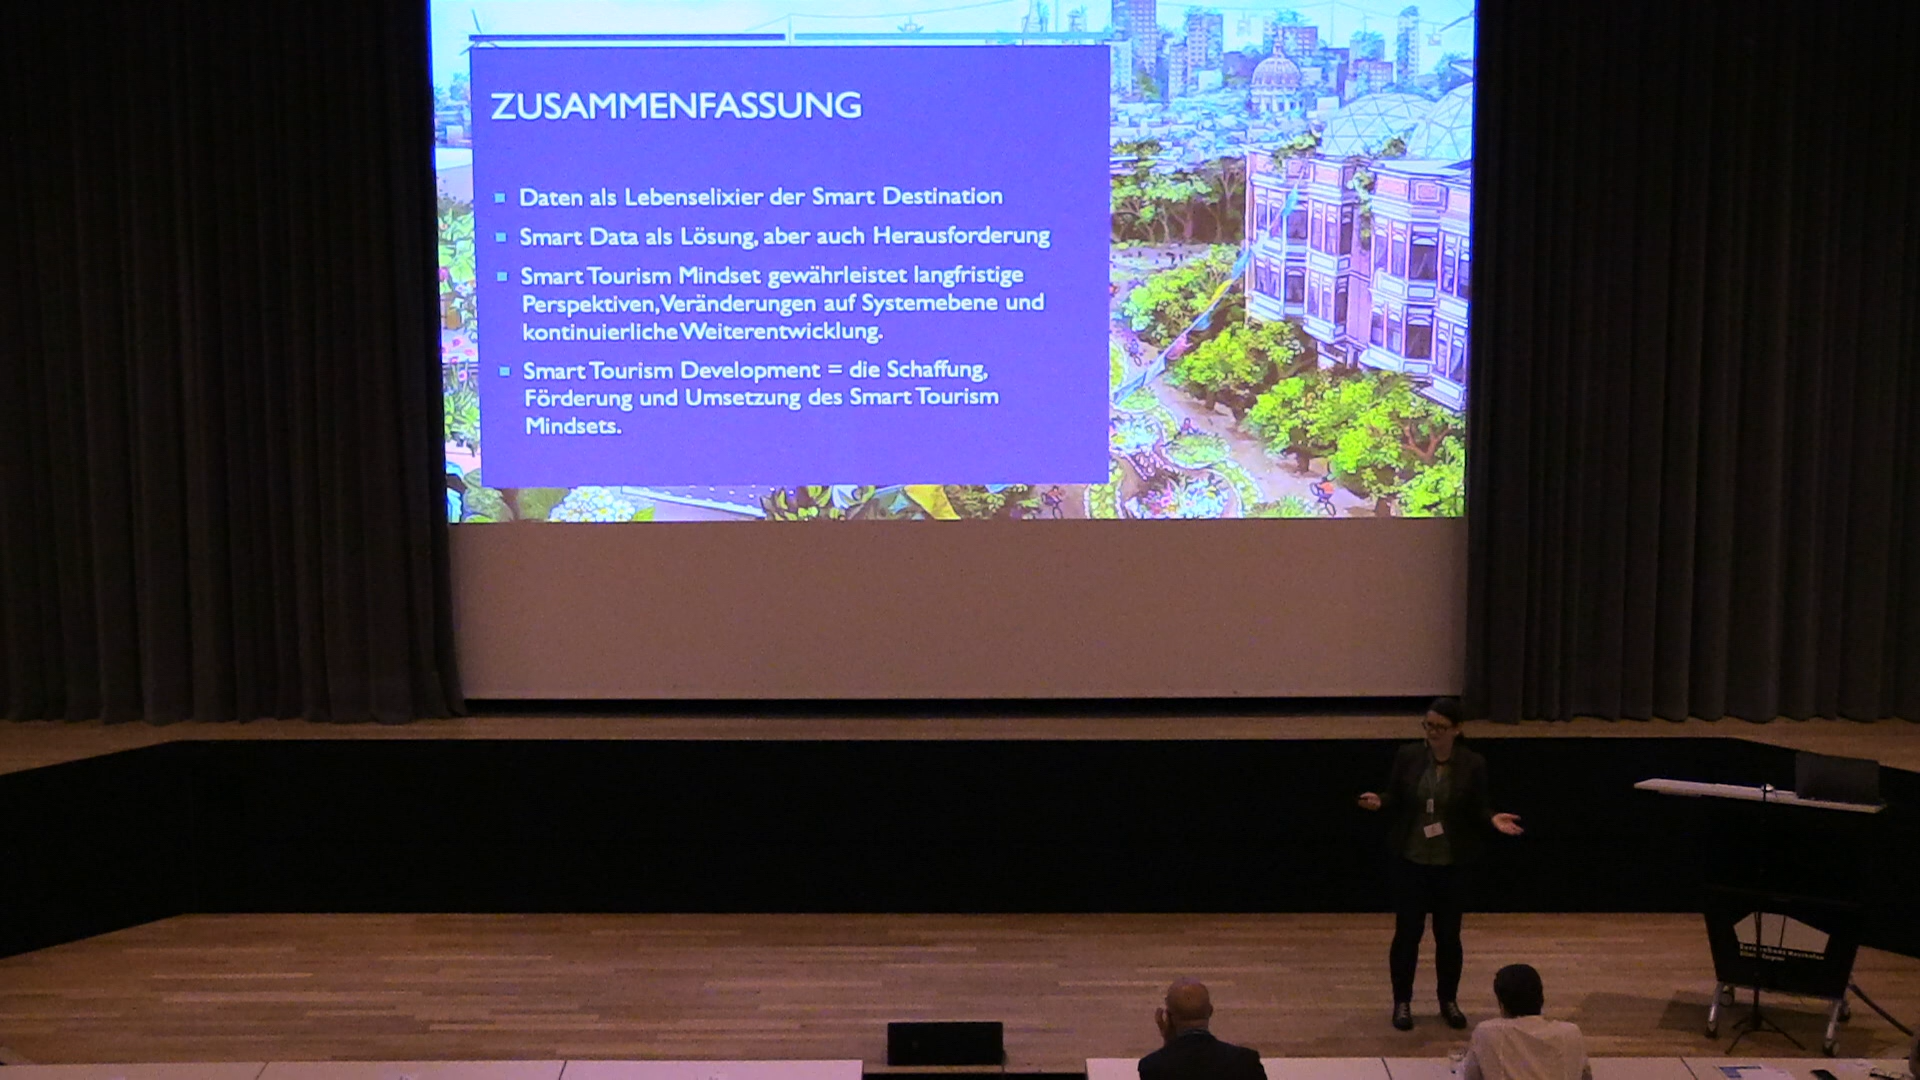 ZUSAMMENFASSUNG
Daten als Lebenselixier der Smart Destination
Smart Data als Lösung, aber auch Herausforderung
Smart Tourism Mindset gewährleistet langfristige
Perspektiven, Veränderungen auf Systemebene und
kontinuierliche Weiterentwicklung.
Smart Tourism Development = die Schaffung,
Förderung und Umsetzung des Smart Tourism
Mindsets.